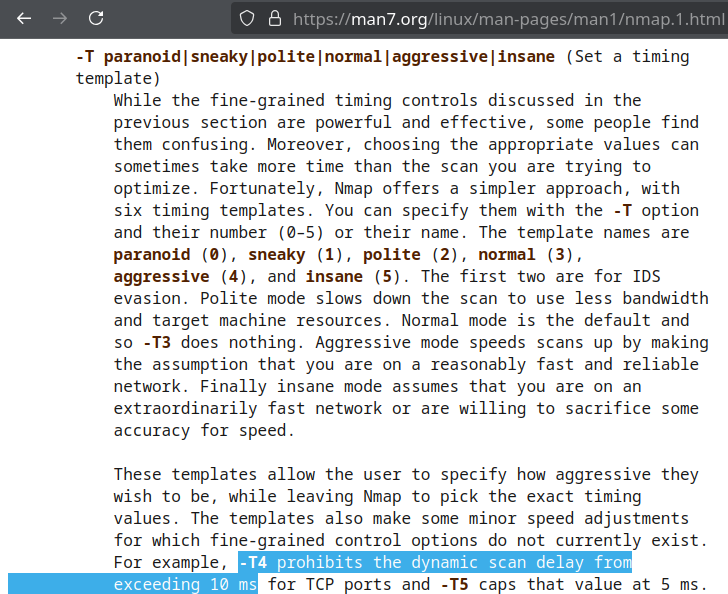 https://man7.org/linux/man-pages/man1/nmap.1.html
-T paranoid|sneaky|polite|normal|aggressive|insane (Set a timing
template)
While the fine-grained timing controls discussed in the
previous section are powerful and effective, some people find
them confusing. Moreover, choosing the appropriate values can
sometimes take more time than the scan you are trying to
optimize. Fortunately, Nmap offers a simpler approach, with
six timing templates. You can specify them with the -T option
and their number (0–5) or their name. The template names are
paranoid (0), sneaky (1), polite (2), normal (3),
aggressive (4), and insane (5). The first two are for IDS
evasion. Polite mode slows down the scan to use less bandwidth
and target machine resources. Normal mode is the default and
so -T3 does nothing. Aggressive mode speeds scans up by making
the assumption that you are on a reasonably fast and reliable
network. Finally insane mode assumes that you are on an
extraordinarily fast network or are willing to sacrifice some
accuracy for speed.
These templates allow the user to specify how aggressive they
wish to be, while leaving Nmap to pick the exact timing
values. The templates also make some minor speed adjustments
for which fine-grained control options do not currently exist.
For example, -T4 prohibits the dynamic scan delay from
exceeding 10 ms for TCP ports and -T5 caps that value at 5 ms.